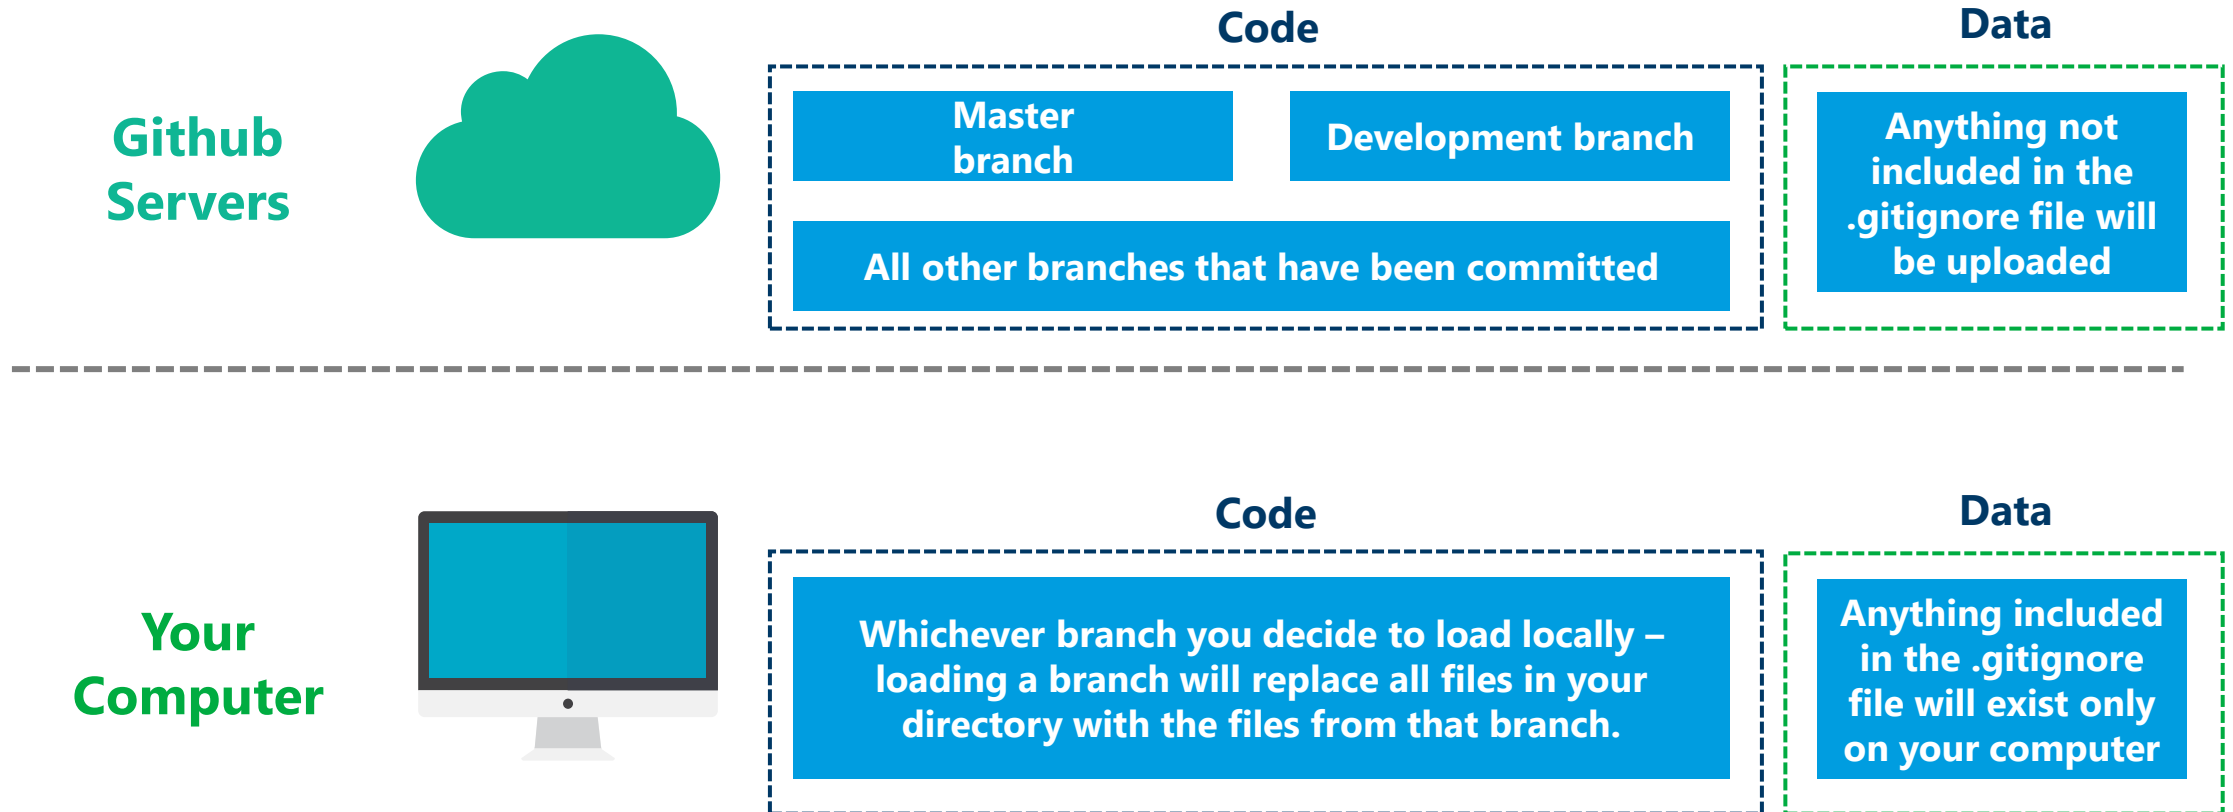 Code
Data
Github
Servers
Master
branch
Development branch
All other branches that have been committed
Anything not
included in the
.gitignore file will
be uploaded
Code
Data
Your
Computer
Whichever branch you decide to load locally –
loading a branch will replace all files in your
directory with the files from that branch.
Anything included
in the .gitignore
file will exist only
on your computer